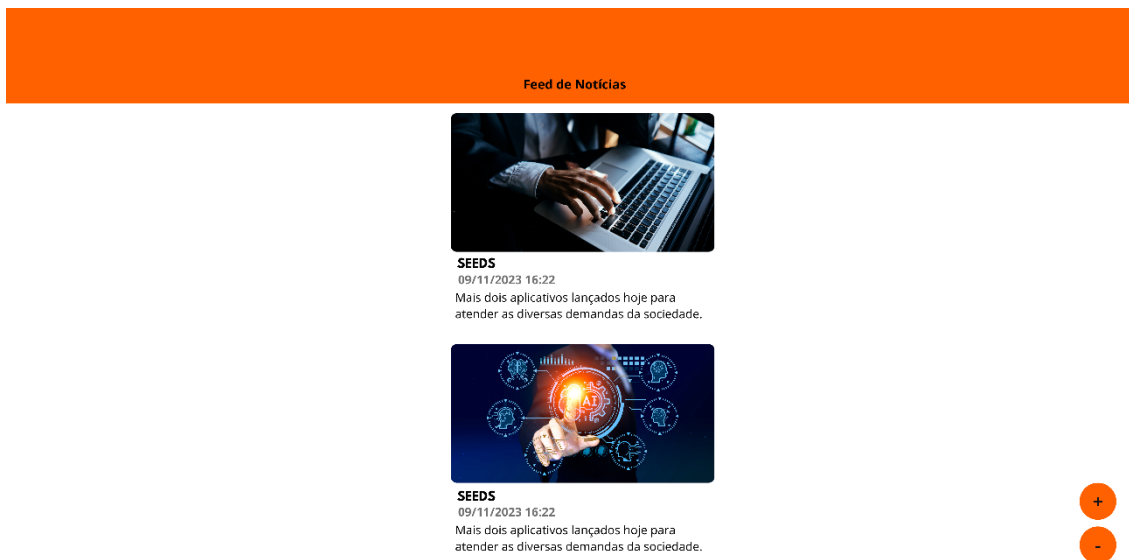 Feed de Notícias
SEEDS
09/11/2023 16:22
Mais dois aplicativos lançados hoje para
atender as diversas demandas da sociedade.
AI
SEEDS
09/11/2023 16:22
Mais dois aplicativos lançados hoje para
atender as diversas demandas da sociedade.
+
-